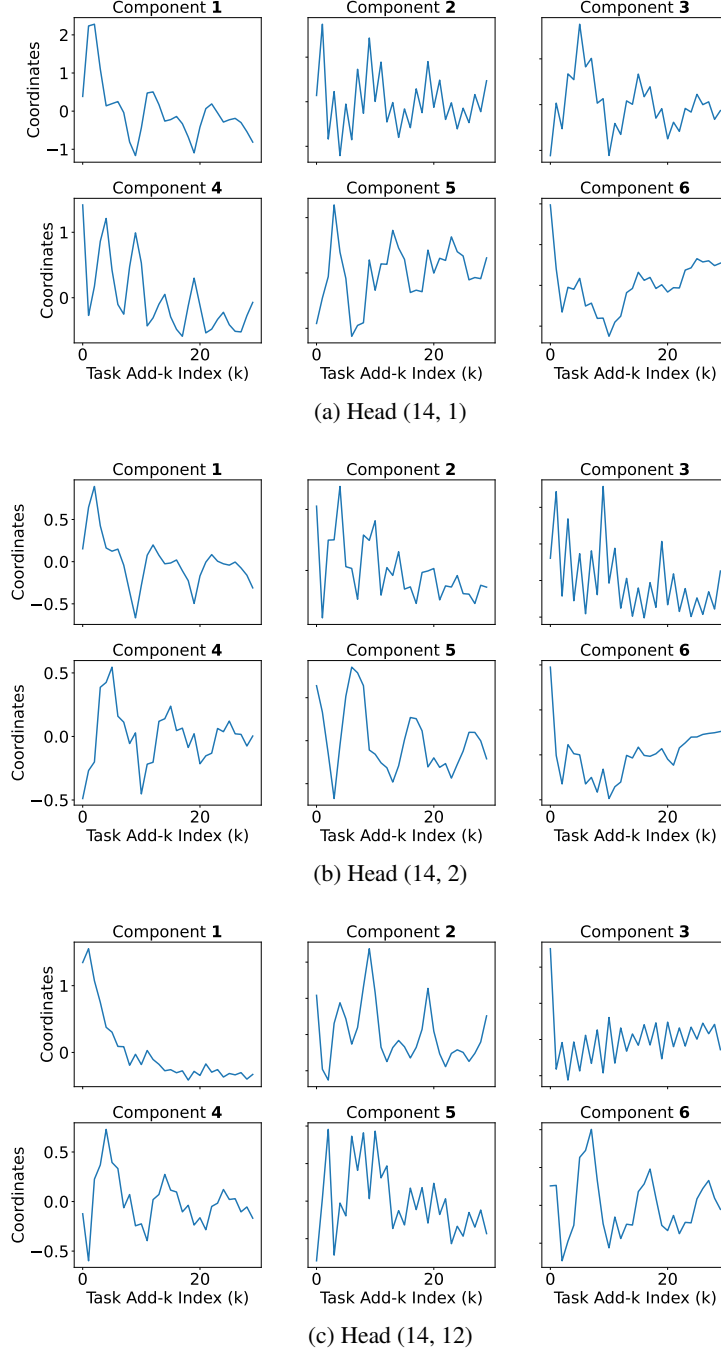 Component 1
Component 2
Component 3
Coordinates
2
1
0
−1
Component 4
Component 5
Component 6
Coordinates
1
0
0 20
0 20
0 20
Task Add-k Index (k)
Task Add-k Index (k)
Task Add-k Index (k)
(a) Head (14, 1)
Component 1
Component 2
Component 3
Coordinates
0.5
0.0
−0.5
Component 4
Component 5
Component 6
Coordinates
0.5
0.0
−0.5
0 20
0 20
0 20
Task Add-k Index (k)
Task Add-k Index (k)
Task Add-k Index (k)
(b) Head (14, 2)
Component 1
Component 2
Component 3
Coordinates
1
0
Component 4
Component 5
Component 6
Coordinates
0.5
0.0
−0.5
0 20
0 20
0 20
Task Add-k Index (k)
Task Add-k Index (k)
Task Add-k Index (k)
(c) Head (14, 12)